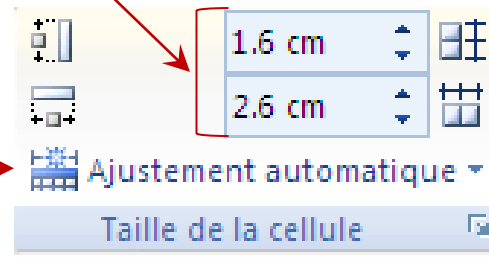 1.6 cm
2.6 cm
Ajustement automatique
Taille de la cellule